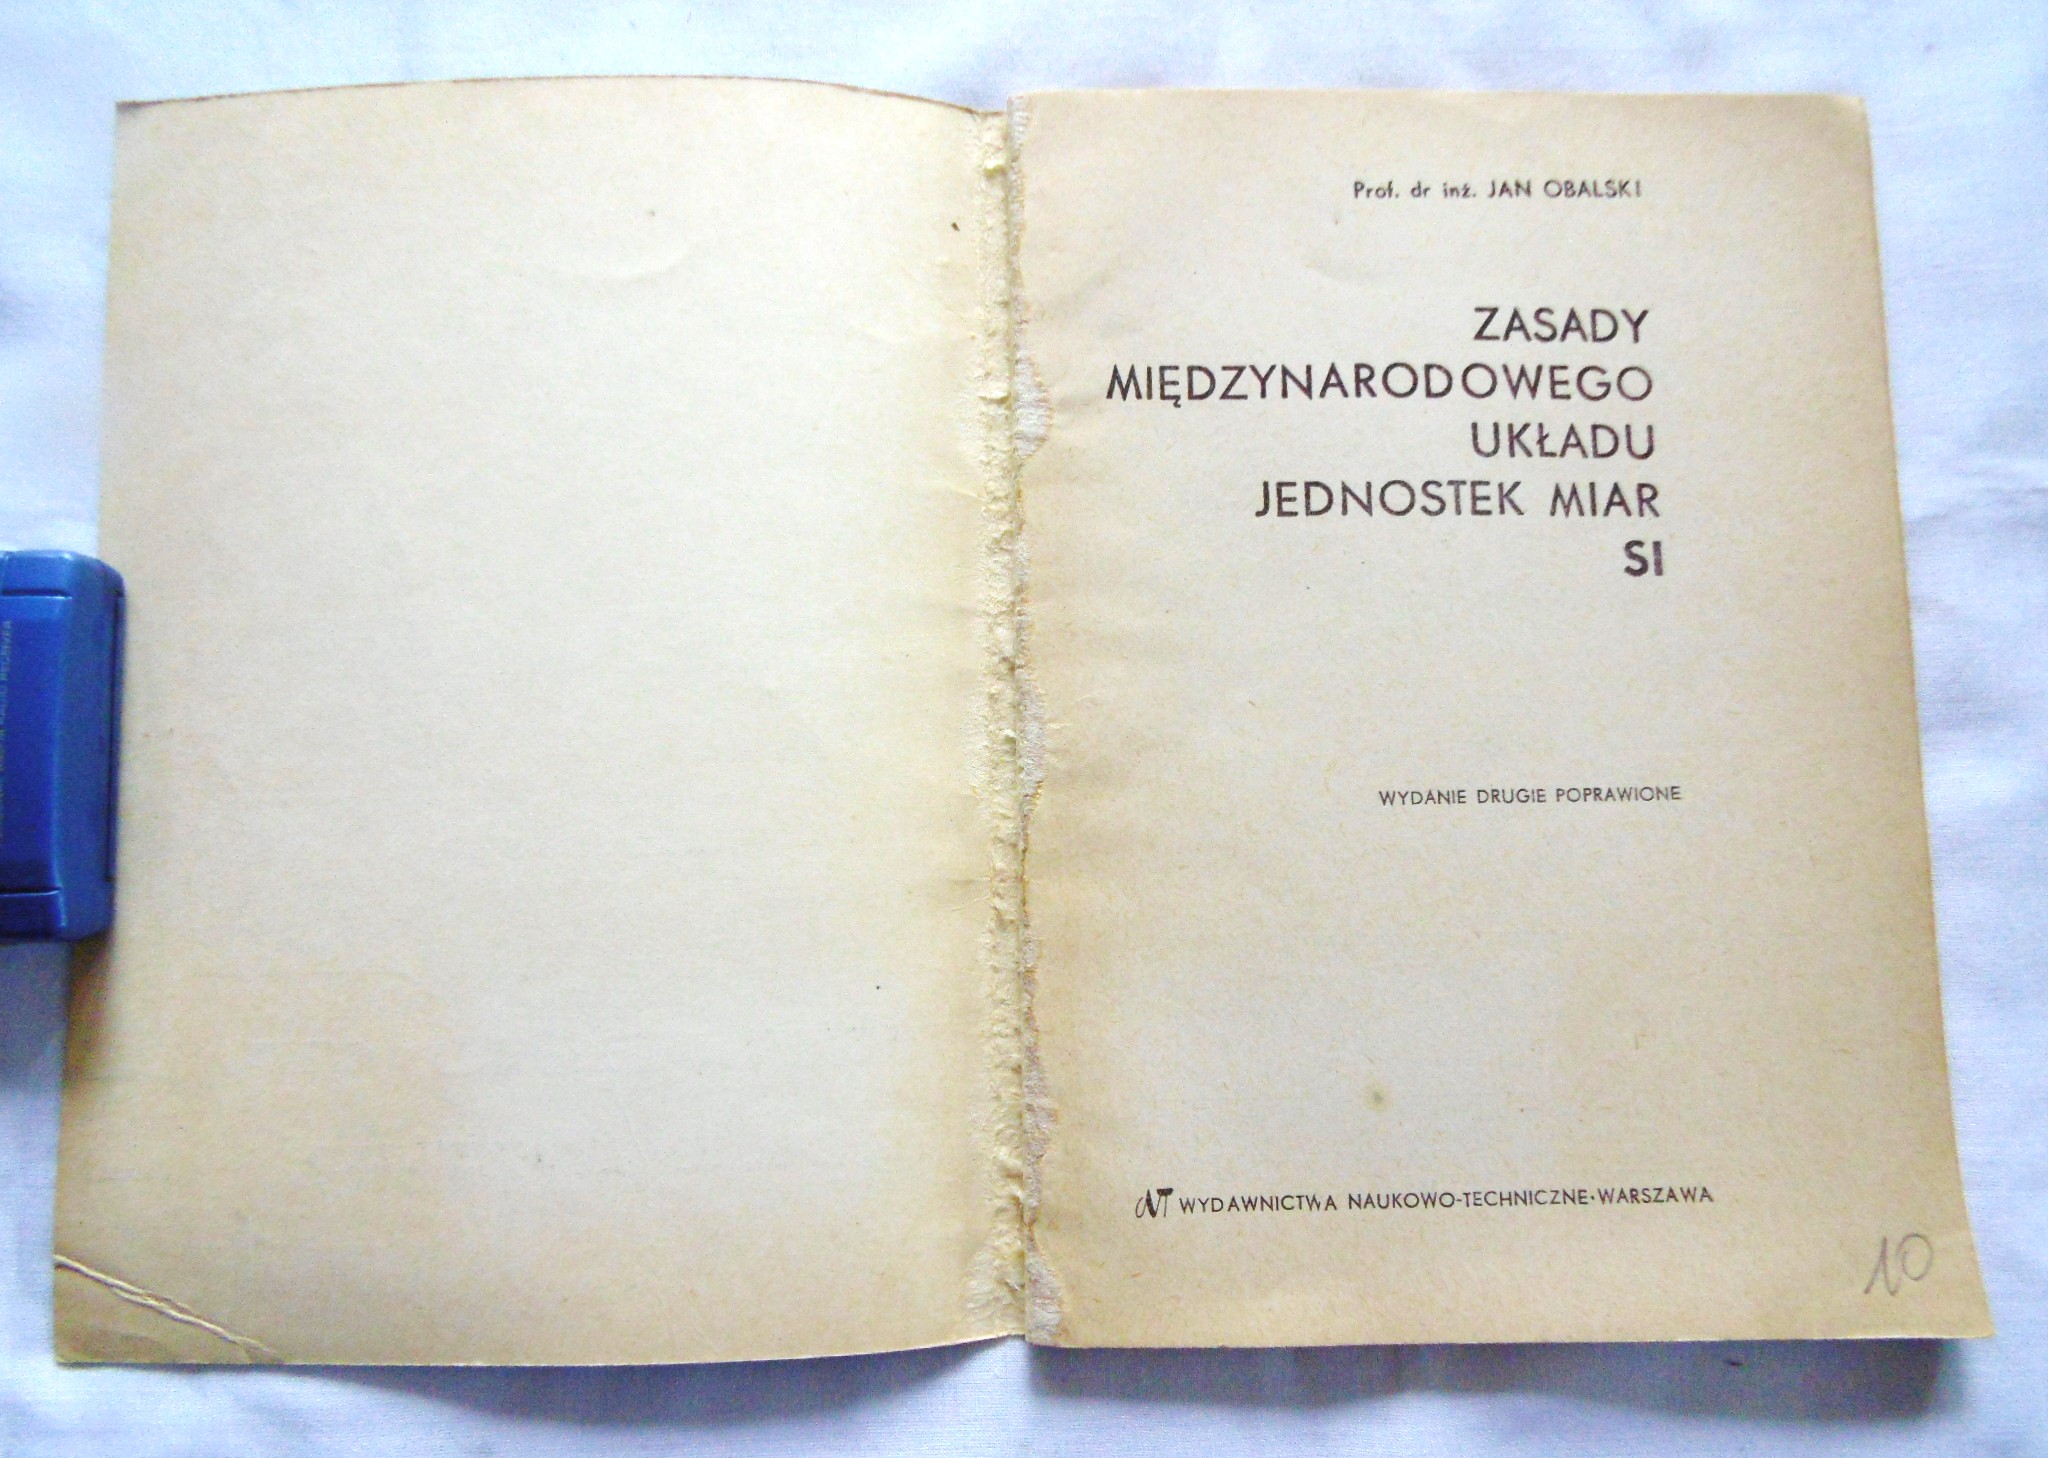 Prof. dr inż. JAN OBALSKI
ZASADY
MIĘDZYNARODOWEGO
UKŁADU
JEDNOSTEK MIAR
SI
WYDANIE DRUGIE POPRAWIONE
WNT WYDAWNICTWA NAUKOWO-TECHNICZNE·WARSZAWA
10